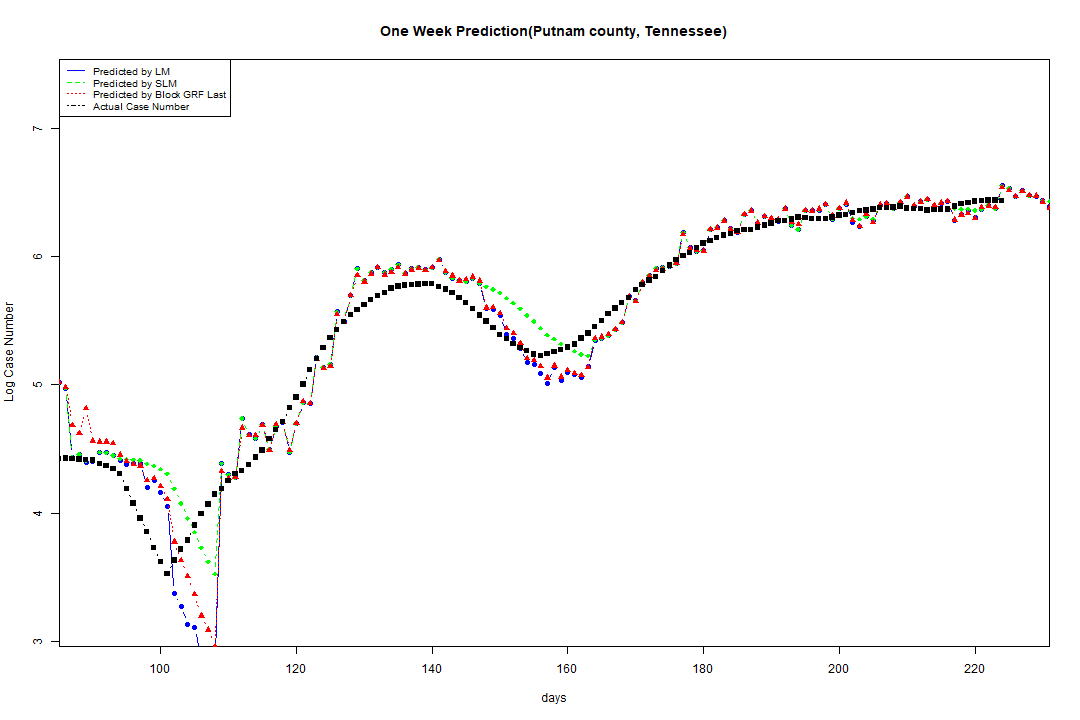 One Week Prediction(Putnam county, Tennessee)
Predicted by LM
Predicted by SLM
Predicted by Block GRF Last
Actual Case Number
7
6
5
4
3
Log Case Number
100 120 140 160 180 200 220
days